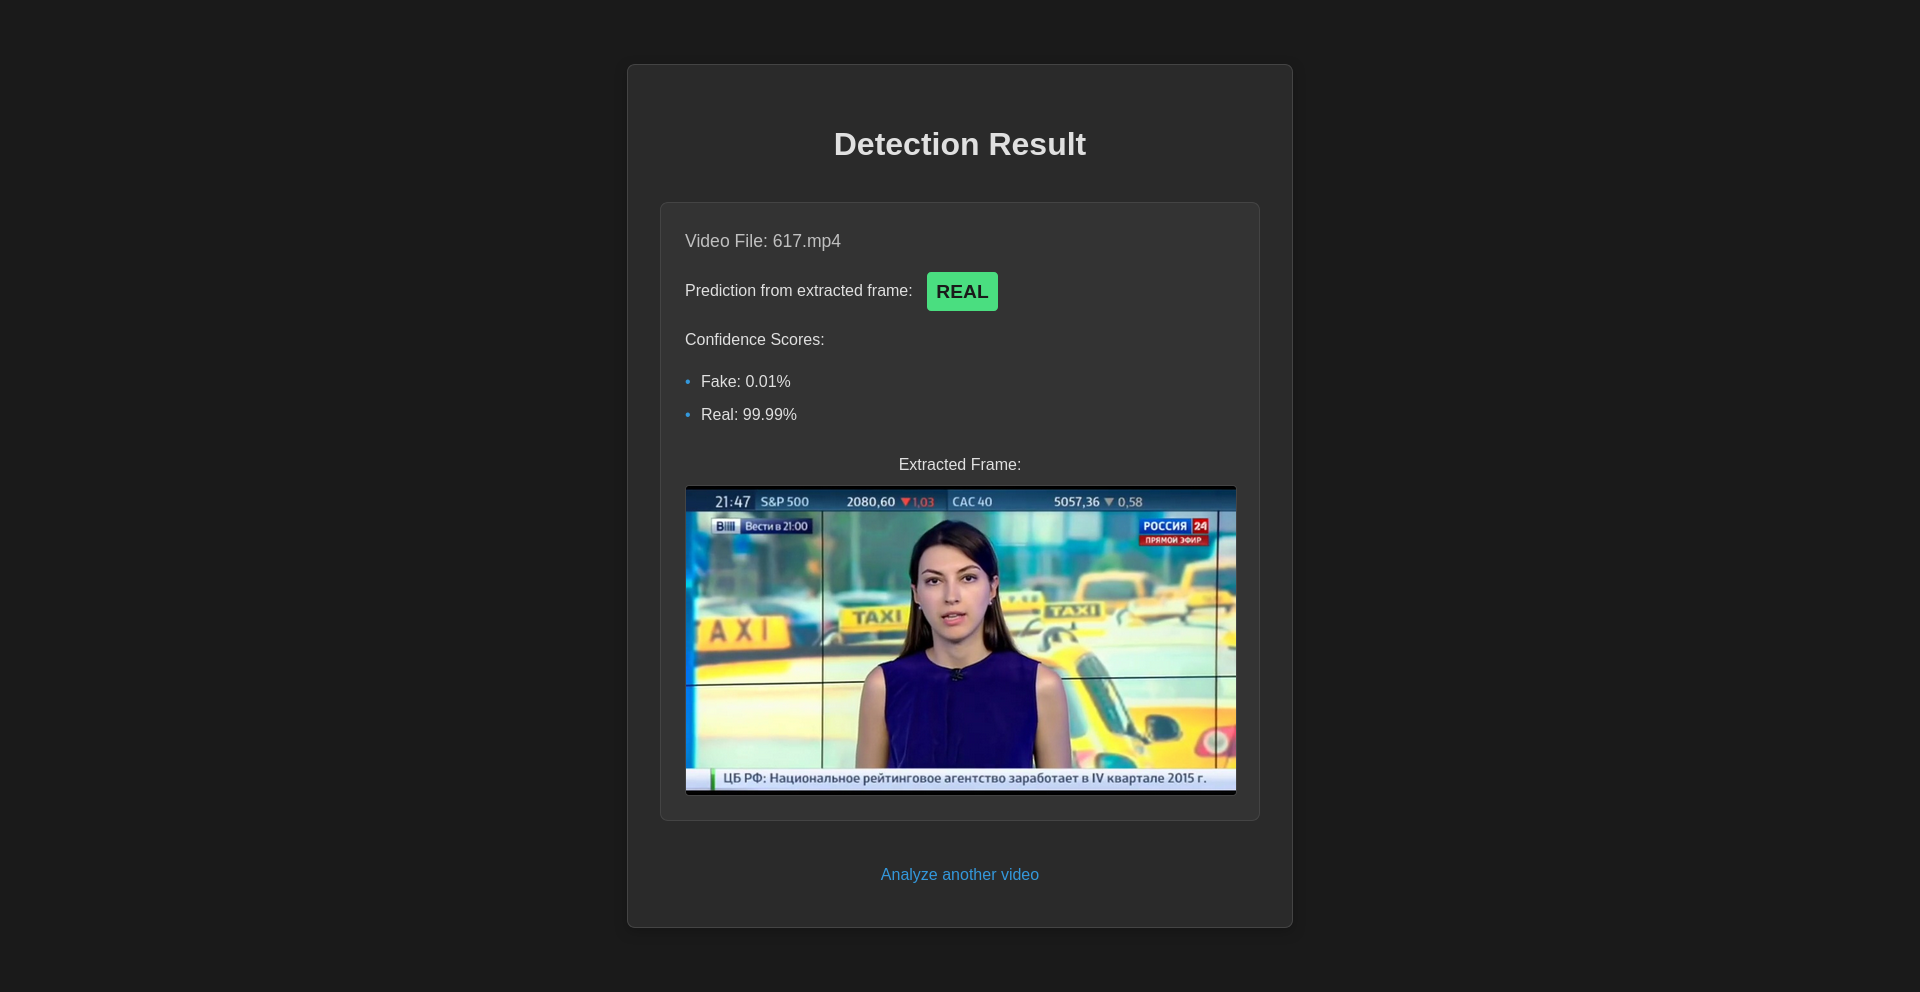 Detection Result
Video File: 617.mp4
Prediction from extracted frame: REAL
Confidence Scores:
• Fake: 0.01%
• Real: 99.99%
Extracted Frame:
21:47 S&P 500 2080,60 ▼1,03 CAC 40 5057,36 ▼ 0,58
Вести в 21:00
РОССИЯ 24
ПРЯМОЙ ЭФИР
TAXI TAXI
AXI
ЦБ РФ: Национальное рейтинговое агентство заработает в IV квартале 2015 г.
Analyze another video